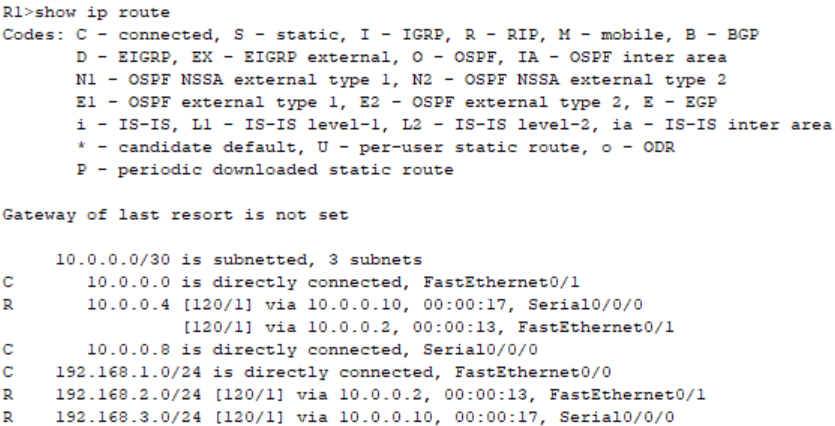 R1>show ip route
Codes: C - connected, S - static, I - IGRP, R - RIP, M - mobile, B - BGP
       D - EIGRP, EX - EIGRP external, O - OSPF, IA - OSPF inter area
       N1 - OSPF NSSA external type 1, N2 - OSPF NSSA external type 2
       E1 - OSPF external type 1, E2 - OSPF external type 2, E - EGP
       i - IS-IS, L1 - IS-IS level-1, L2 - IS-IS level-2, ia - IS-IS inter area
       * - candidate default, U - per-user static route, o - ODR
       P - periodic downloaded static route

Gateway of last resort is not set

     10.0.0.0/30 is subnetted, 3 subnets
C       10.0.0.0 is directly connected, FastEthernet0/1
R       10.0.0.4 [120/1] via 10.0.0.10, 00:00:17, Serial0/0/0
                 [120/1] via 10.0.0.2, 00:00:13, FastEthernet0/1
C       10.0.0.8 is directly connected, Serial0/0/0
C    192.168.1.0/24 is directly connected, FastEthernet0/0
R    192.168.2.0/24 [120/1] via 10.0.0.2, 00:00:13, FastEthernet0/1
R    192.168.3.0/24 [120/1] via 10.0.0.10, 00:00:17, Serial0/0/0